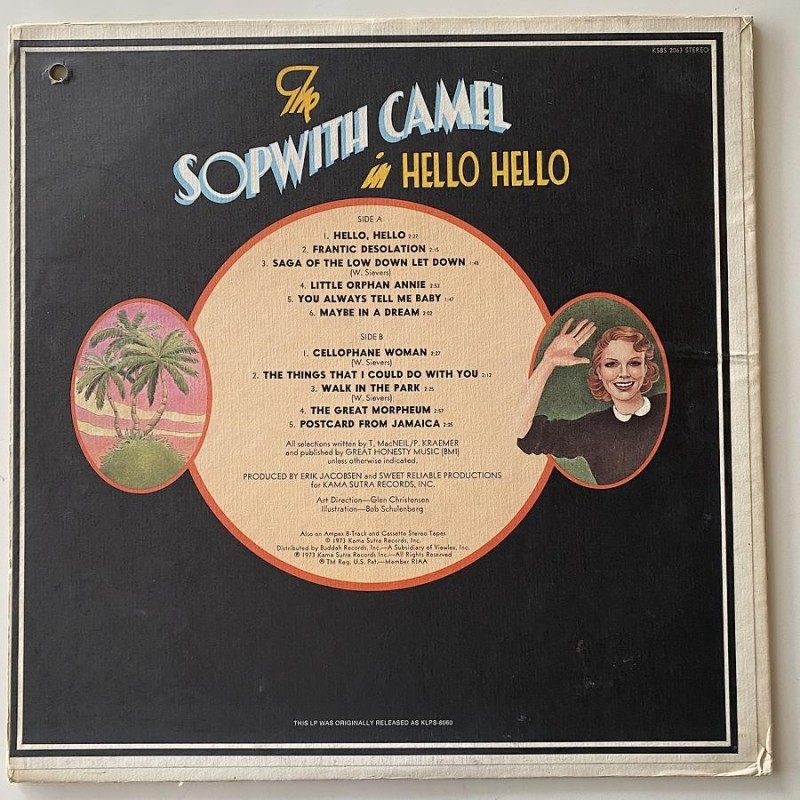 KSBS 2063 STEREO
The
SOPWITH CAMEL
in HELLO HELLO
SIDE A
1. HELLO, HELLO 2:27
2. FRANTIC DESOLATION 2:15
3. SAGA OF THE LOW DOWN LET DOWN 1:48
(W. Sievers)
4. LITTLE ORPHAN ANNIE 2:53
5. YOU ALWAYS TELL ME BABY 1:47
6. MAYBE IN A DREAM 2:02
SIDE B
1. CELLOPHANE WOMAN 2:37
(W. Sievers)
2. THE THINGS THAT I COULD DO WITH YOU 2:12
3. WALK IN THE PARK 2:25
(W. Sievers)
4. THE GREAT MORPHEUM 2:57
5. POSTCARD FROM JAMAICA 2:25
All selections written by T. MacNEIL/P. KRAEMER
and published by GREAT HONESTY MUSIC (BMI)
unless otherwise indicated.
PRODUCED BY ERIK JACOBSEN and SWEET RELIABLE PRODUCTIONS
for KAMA SUTRA RECORDS, INC.
Art Direction—Glen Christensen
Illustration—Bob Schulenberg
Also on Ampex 8-Track and Cassette Stereo Tapes
© 1973 Kama Sutra Records, Inc.
Distributed by Buddah Records, Inc.—A Subsidiary of Viewlex, Inc.
℗ 1973 Kama Sutra Records Inc.—All Rights Reserved
® TM Reg. U.S. Pat.—Member RIAA
THIS LP WAS ORIGINALLY RELEASED AS KLPS-8060